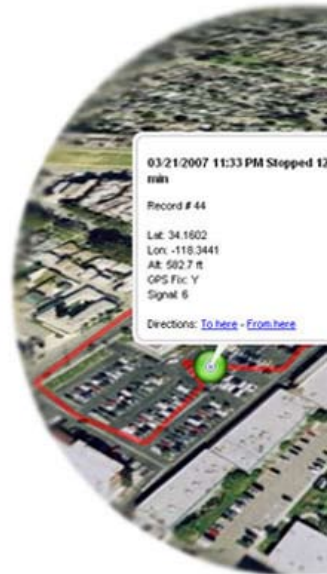 03/21/2007 11:33 PM Stopped 12
min
Record # 44
Lat: 34.1602
Lon: -118.3441
Alt: 582.7 ft
GPS Fix: Y
Signal: 6
Directions: To here - From here